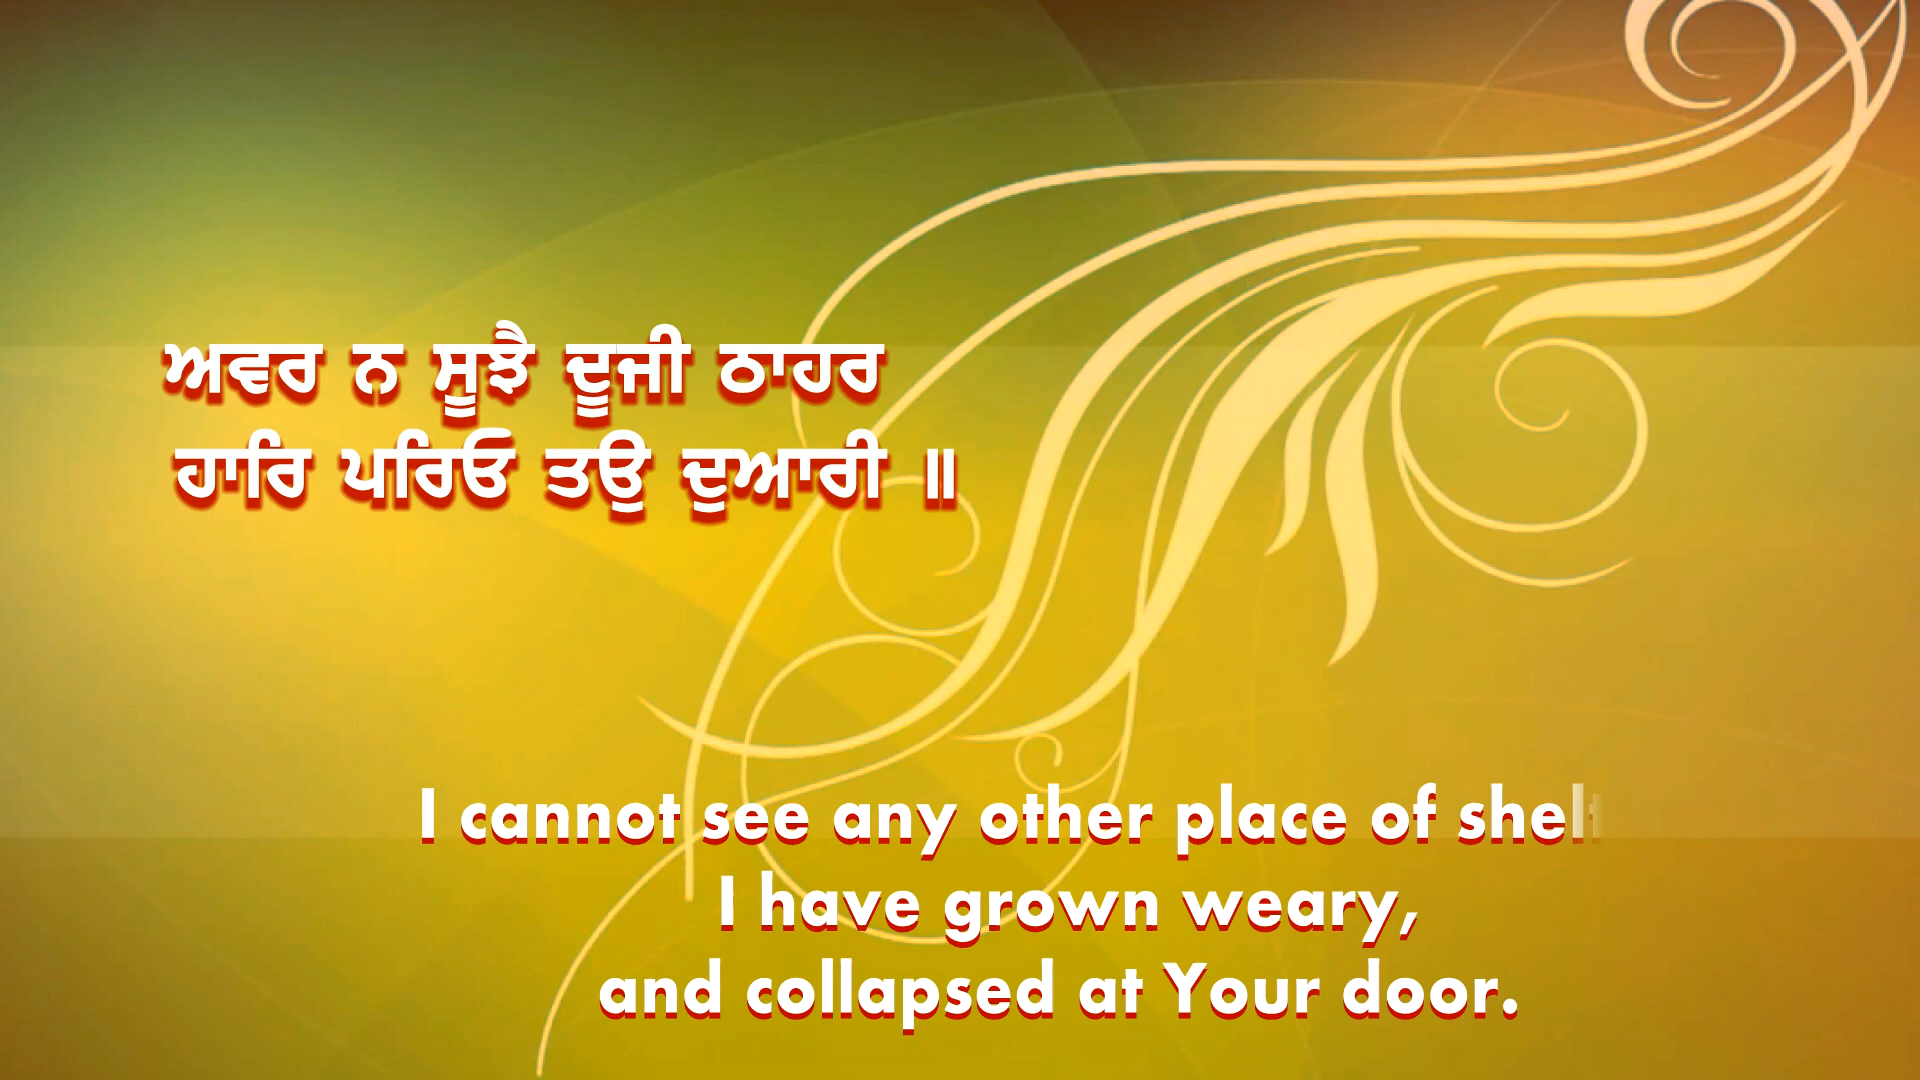 ਅਵਰ ਨ ਸੂਝੈ ਦੂਜੀ ਠਾਹਰ
ਹਾਰਿ ਪਰਿਓ ਤਉ ਦੁਆਰੀ ॥
I cannot see any other place of
I have grown weary,
and collapsed at Your door.